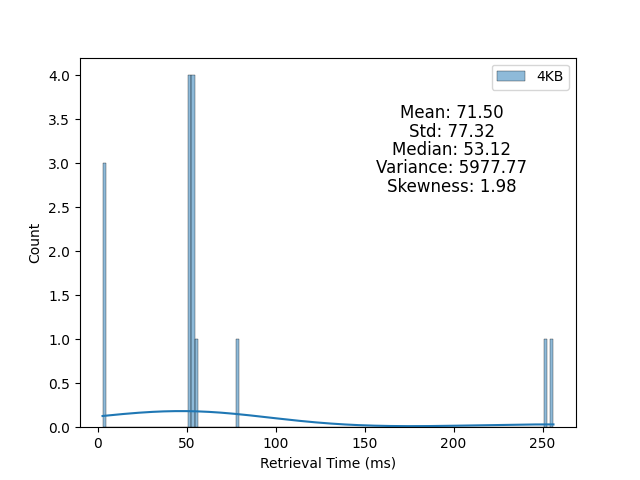 4KB
Mean: 71.50
Std: 77.32
Median: 53.12
Variance: 5977.77
Skewness: 1.98
4.0
3.5
3.0
2.5
2.0
1.5
1.0
0.5
0.0
Count
0 50 100 150 200 250
Retrieval Time (ms)